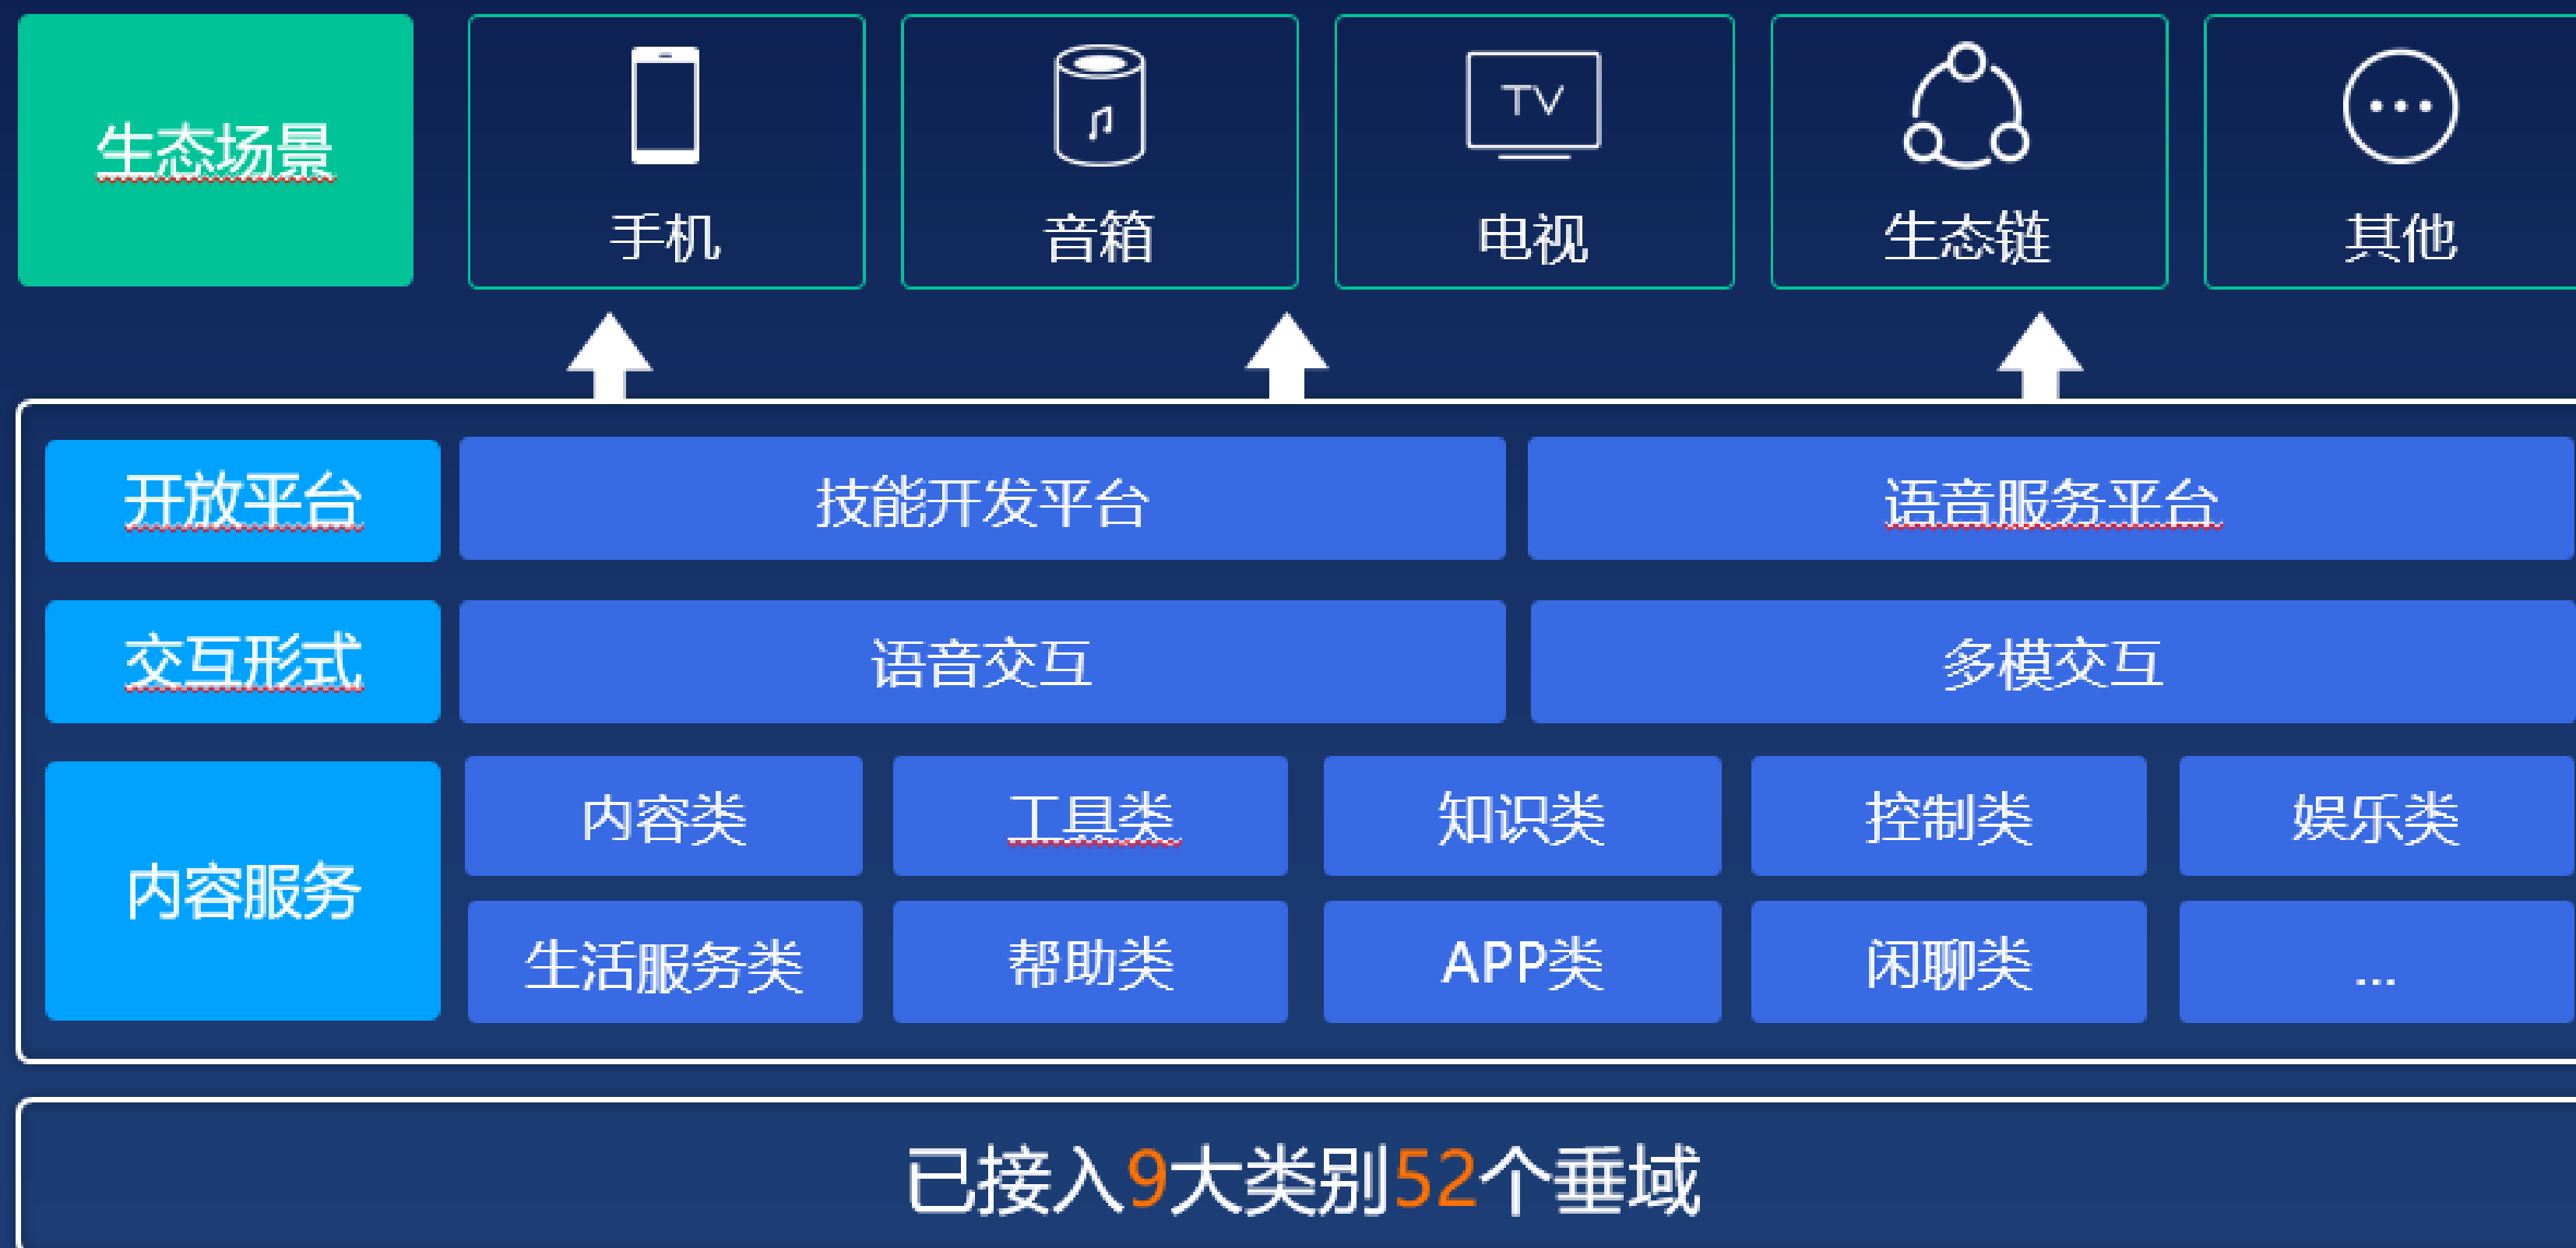 生态场景
TV
手机
音箱
电视
生态链
其他
开放平台
技能开发平台
语音服务平台
交互形式
语音交互
多模交互
内容服务
内容类
工具类
知识类
控制类
娱乐类
生活服务类
帮助类
APP类
闲聊类
...
已接入9大类别52个垂域